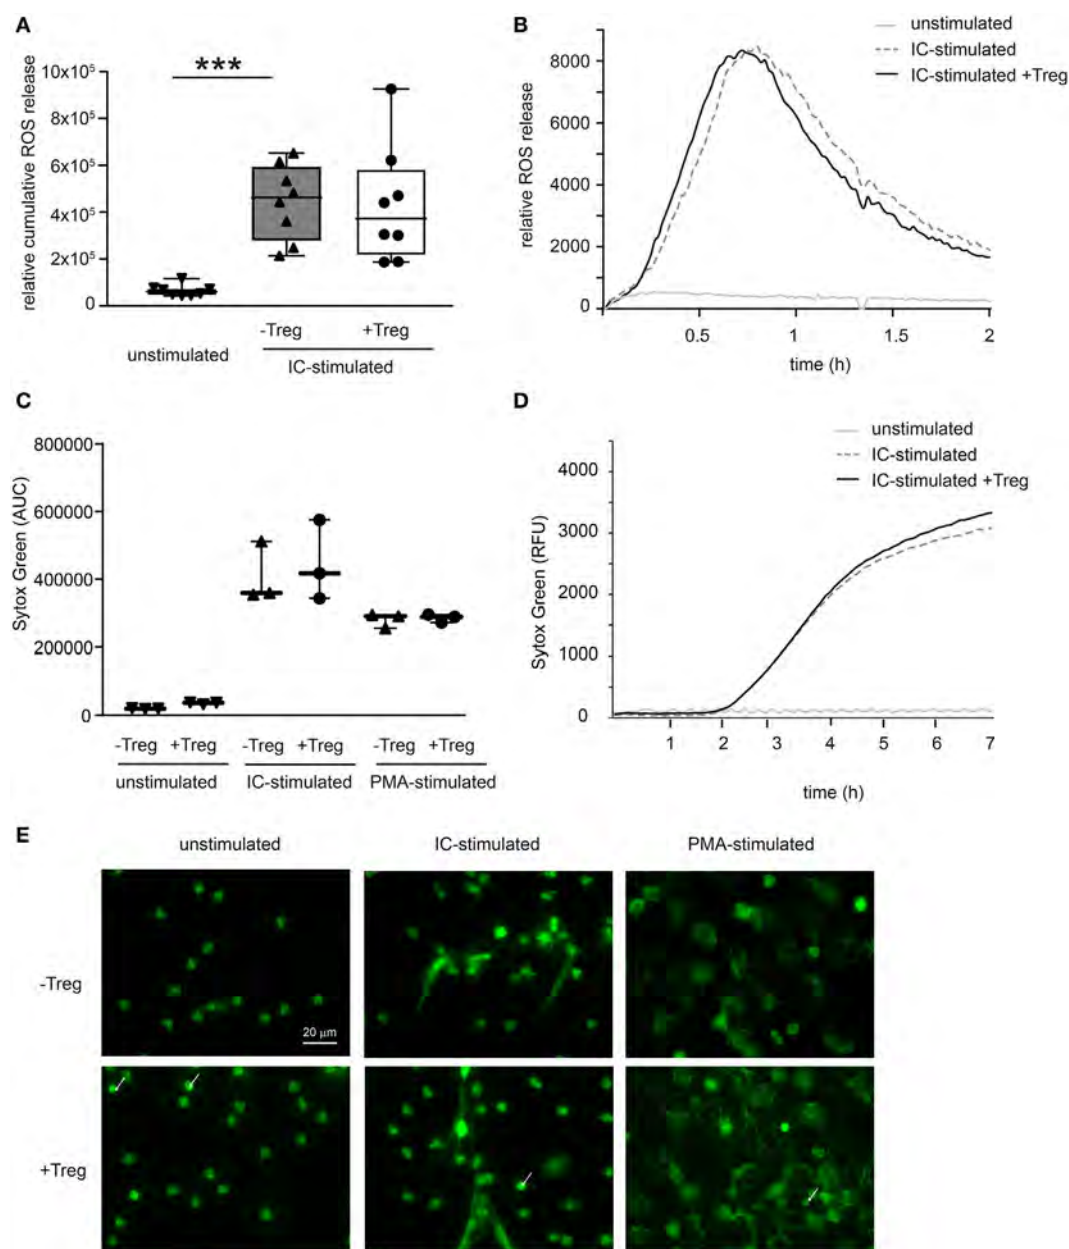 A
***
relative cumulative ROS release
10x10⁵
8x10⁵
6x10⁵
4x10⁵
2x10⁵
0
-Treg +Treg
unstimulated
IC-stimulated
B
unstimulated
IC-stimulated
IC-stimulated +Treg
relative ROS release
8000
6000
4000
2000
0
0.5 1 1.5 2
time (h)
C
Sytox Green (AUC)
800000
600000
400000
200000
0
-Treg +Treg -Treg +Treg -Treg +Treg
unstimulated IC-stimulated PMA-stimulated
D
unstimulated
IC-stimulated
IC-stimulated +Treg
Sytox Green (RFU)
4000
3000
2000
1000
0
1 2 3 4 5 6 7
time (h)
E
unstimulated IC-stimulated PMA-stimulated
-Treg
20 µm
+Treg